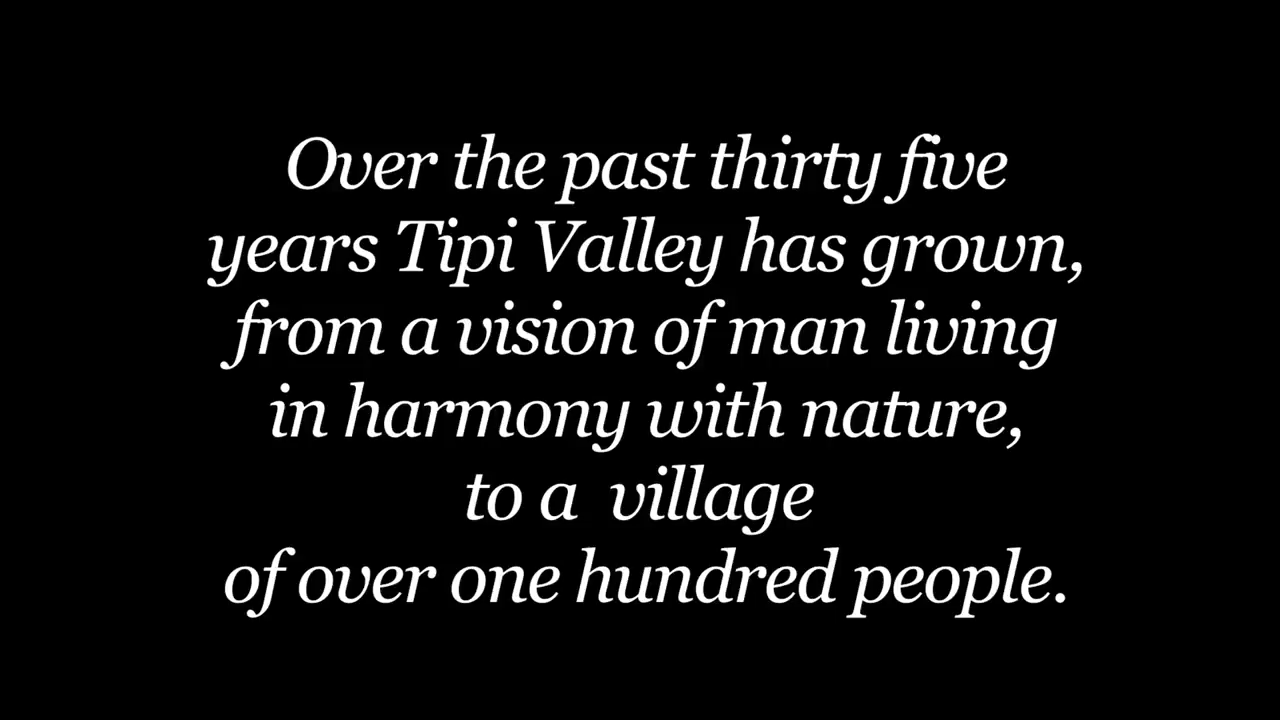 Over the past thirty five
years Tipi Valley has grown,
from a vision of man living
in harmony with nature,
to a  village
of over one hundred people.